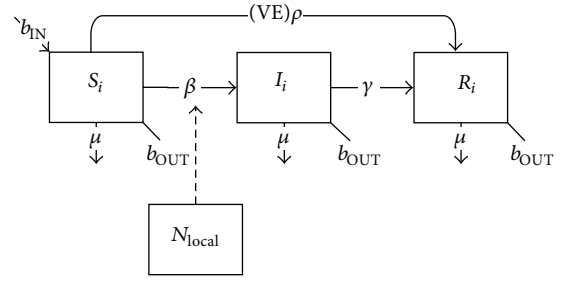 (VE)ρ
b_IN
S_i
β
I_i
γ
R_i
μ
b_OUT
μ
b_OUT
μ
b_OUT
N_local